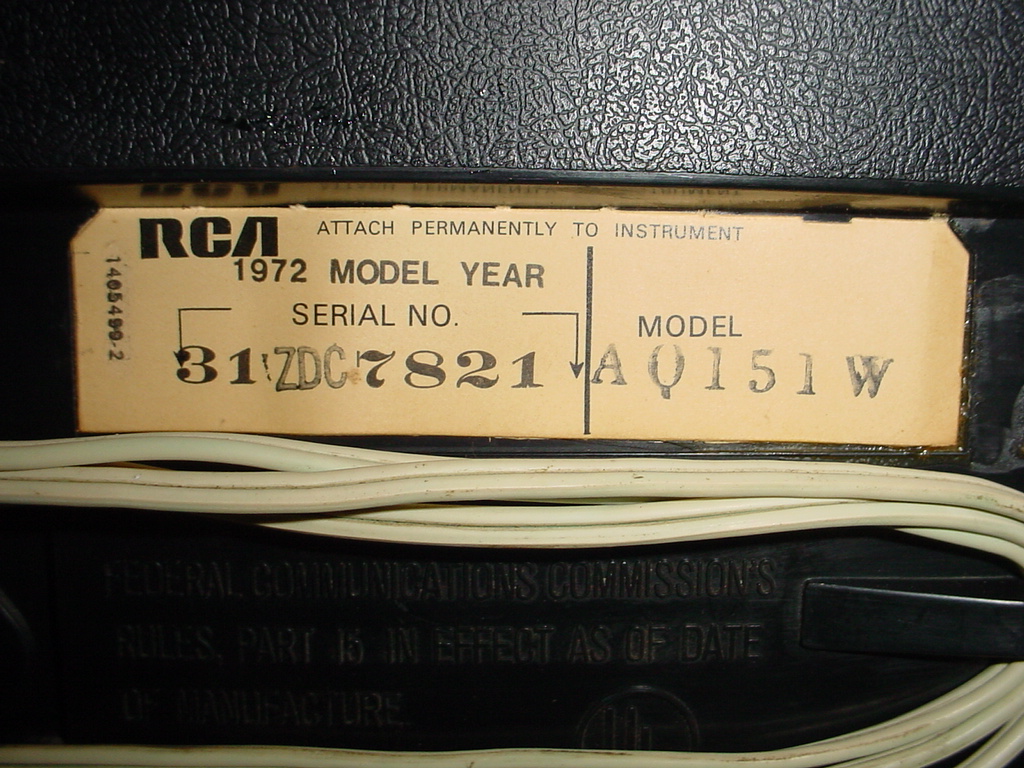 RCA ATTACH PERMANENTLY TO INSTRUMENT
1972 MODEL YEAR
SERIAL NO.
MODEL
31 ZDC 7821 AQ151W
1405499-2
FEDERAL COMMUNICATIONS COMMISSION'S
RULES, PART 15 IN EFFECT AS OF DATE
OF MANUFACTURE.
UL